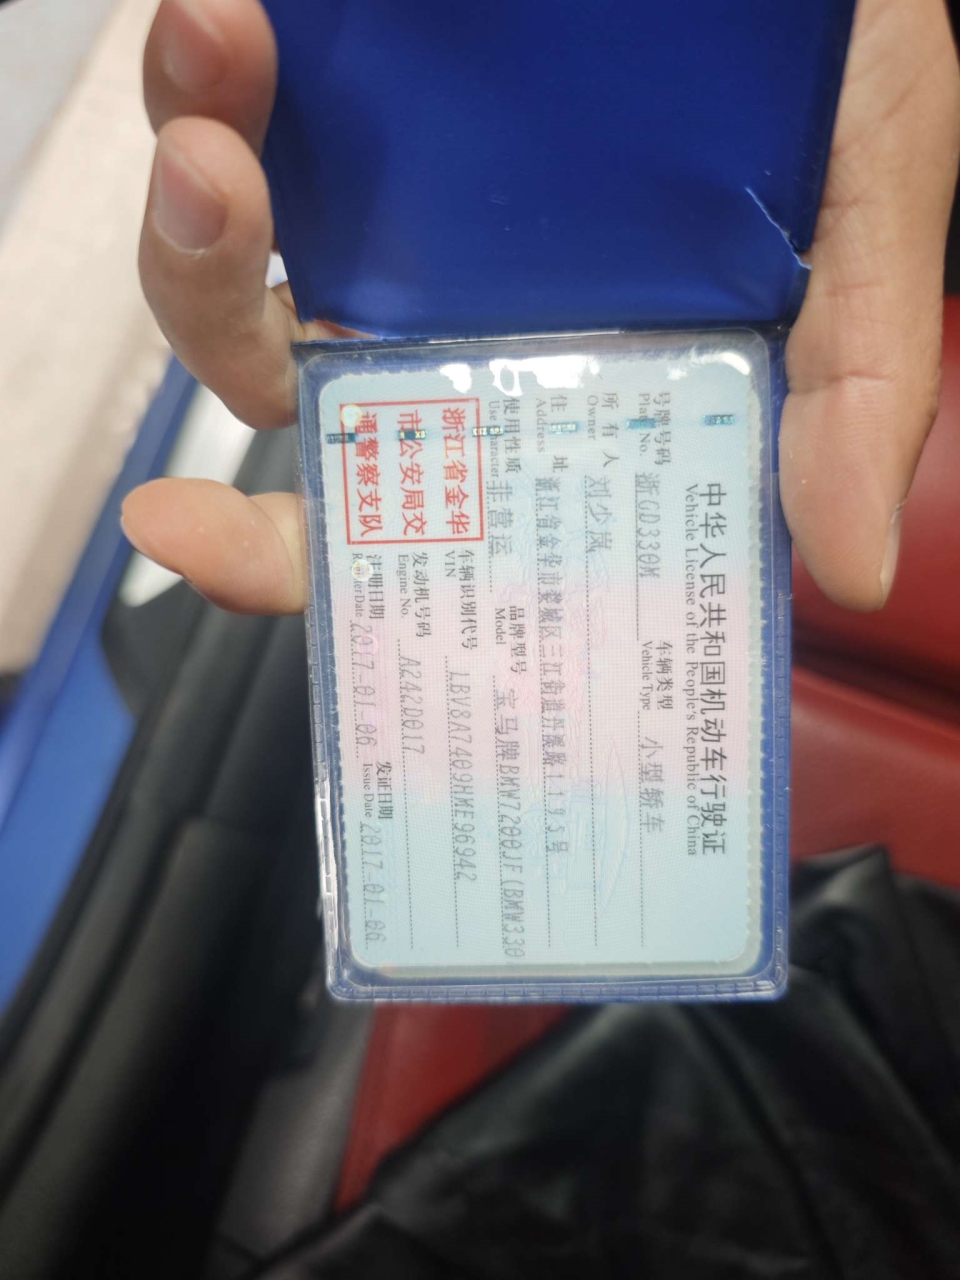 中华人民共和国机动车行驶证
Vehicle License of the People's Republic of China
号牌号码 浙GD330M 车辆类型 小型轿车
Plate No. Vehicle Type
所有人 刘少岚
Owner
住址 浙江省金华市婺城区三江街道丹溪路1195号
Address
使用性质 非营运 品牌型号 宝马牌BMW7200JF(BMW330
Use Character Model
浙江省金华
市公安局交
通警察支队
车辆识别代号 LBV8A7409HME96942
VIN
发动机号码 A242D017
Engine No.
注册日期 2017-01-06 发证日期 2017-01-06
Register Date Issue Date